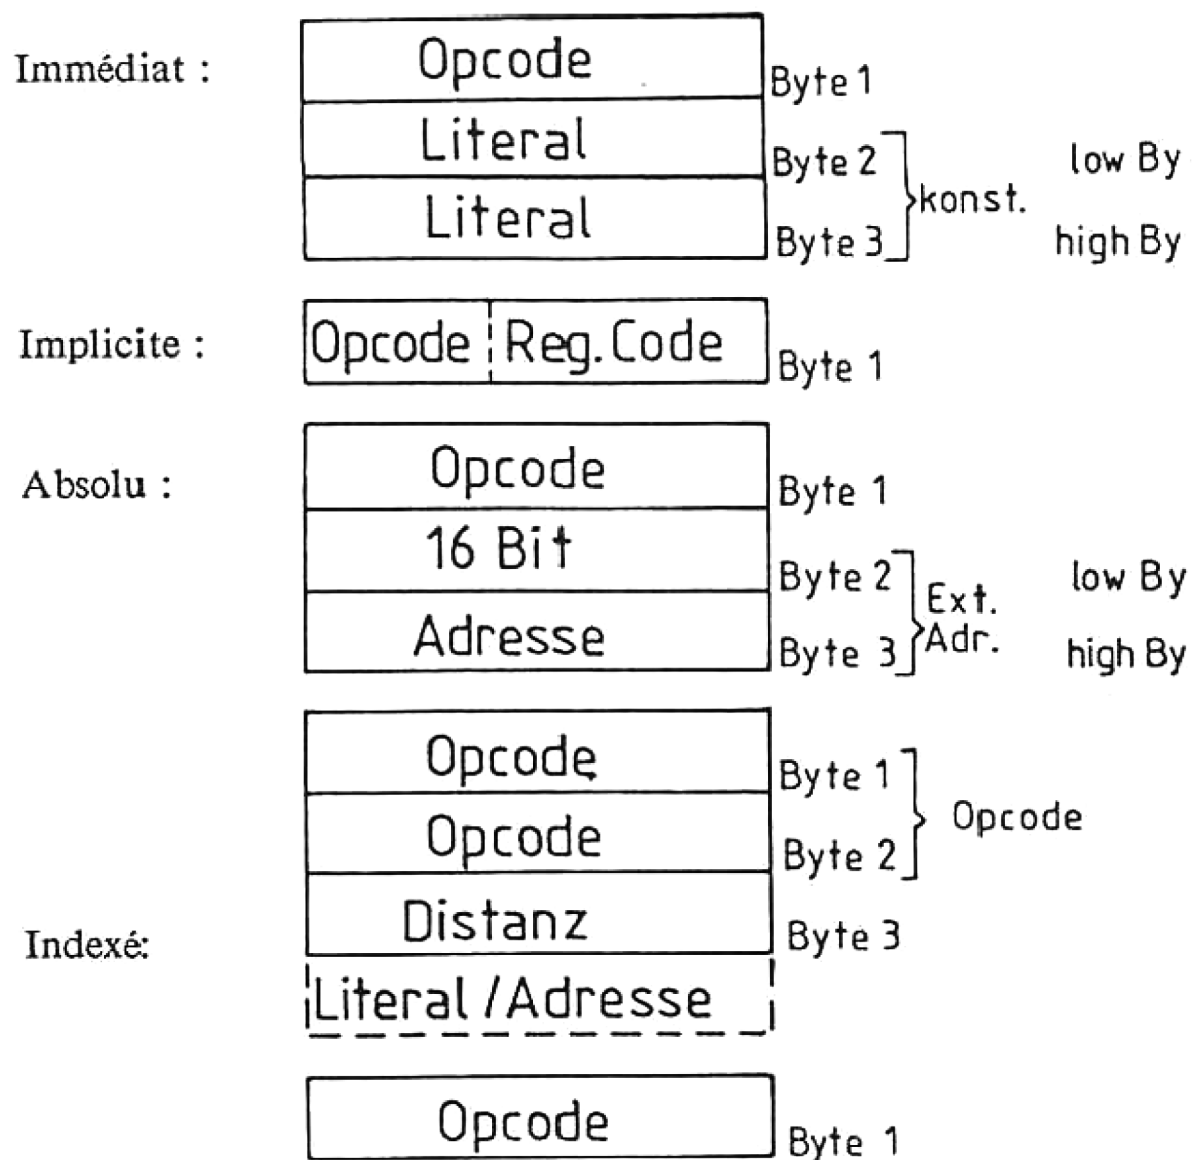 Immédiat :
Opcode
Byte 1
Literal
Byte 2
low By
konst.
Literal
Byte 3
high By
Implicite :
Opcode Reg. Code
Byte 1
Absolu :
Opcode
Byte 1
16 Bit
Byte 2
low By
Ext.
Adr.
Adresse
Byte 3
high By
Opcode
Byte 1
Opcode
Opcode
Byte 2
Indexé:
Distanz
Byte 3
Literal / Adresse
Opcode
Byte 1